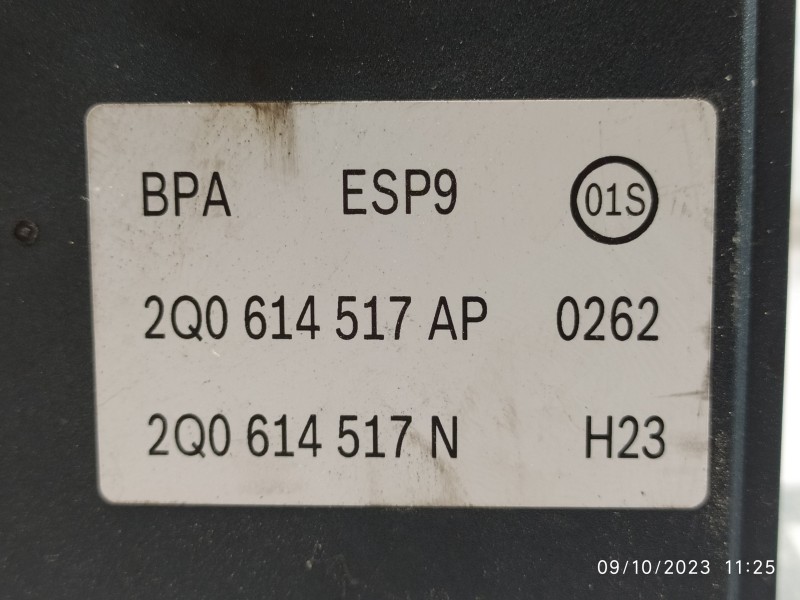 BPA ESP9 01S
2Q0 614 517 AP 0262
2Q0 614 517 N H23
09/10/2023 11:25